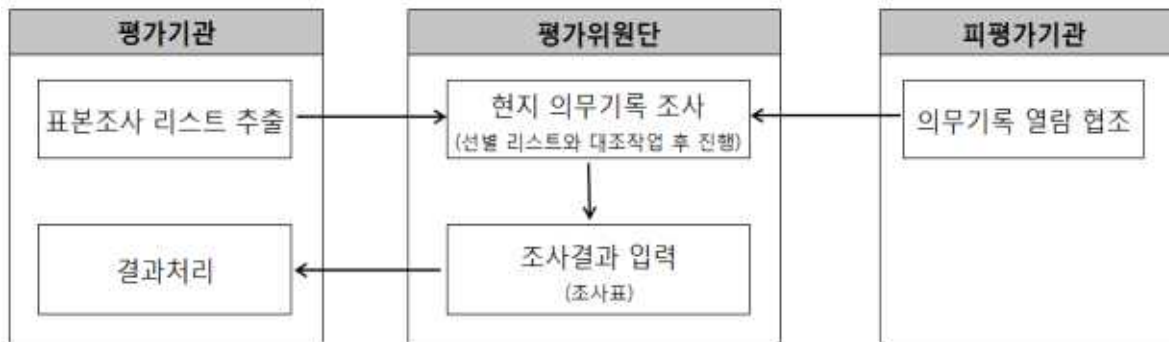 평가기관
평가위원단
피평가기관
표본조사 리스트 추출
현지 의무기록 조사
(선별 리스트와 대조작업 후 진행)
의무기록 열람 협조
결과처리
조사결과 입력
(조사표)